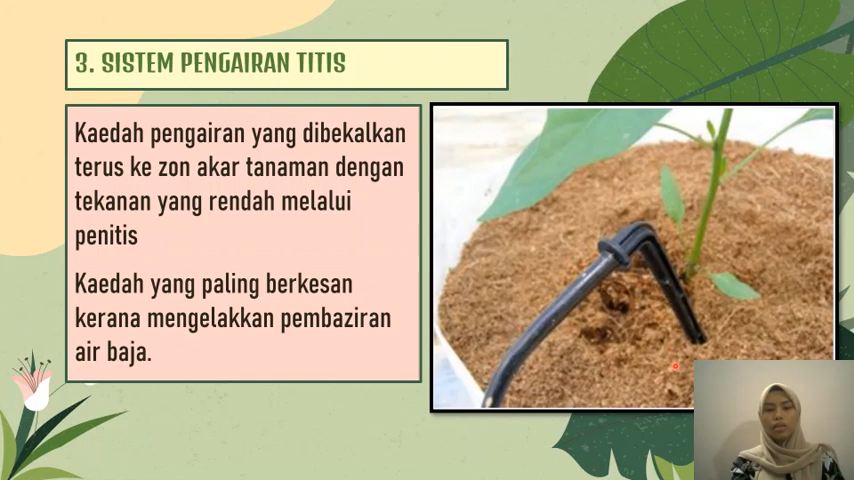 3. SISTEM PENGAIRAN TITIS
Kaedah pengairan yang dibekalkan
terus ke zon akar tanaman dengan
tekanan yang rendah melalui
penitis
Kaedah yang paling berkesan
kerana mengelakkan pembaziran
air baja.